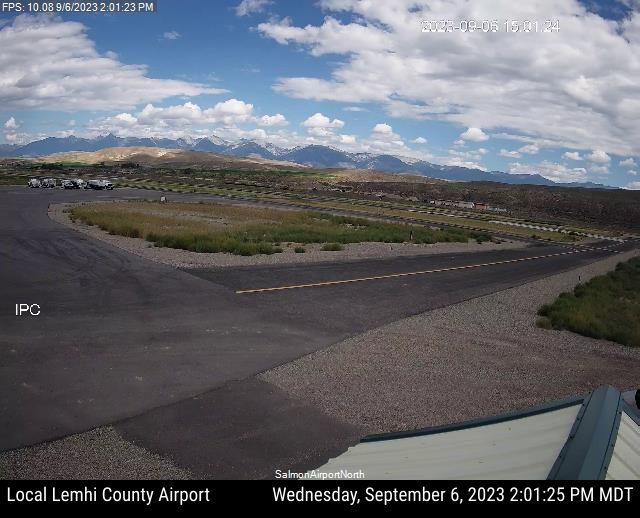 FPS: 10.08 9/6/2023 2:01:23 PM
2023-09-06 15:01:24
IPC
SalmonAirportNorth
Local Lemhi County Airport
Wednesday, September 6, 2023 2:01:25 PM MDT